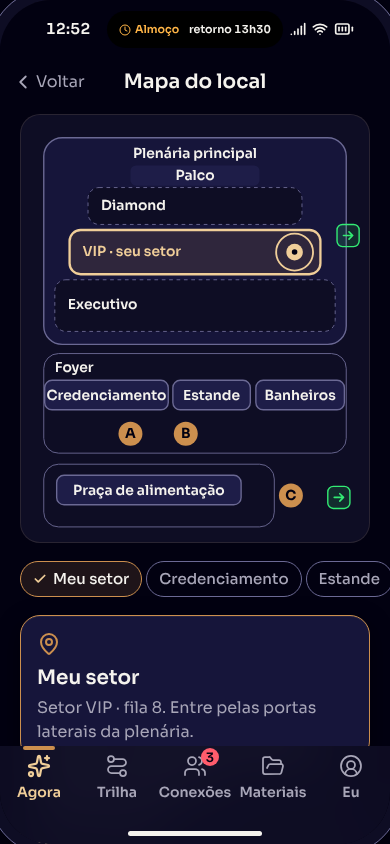 12:52
Almoço retorno 13h30
Voltar
Mapa do local
Plenária principal
Palco
Diamond
VIP · seu setor
Executivo
Foyer
Credenciamento
Estande
Banheiros
A
B
Praça de alimentação
C
Meu setor
Credenciamento
Estande
Meu setor
Setor VIP · fila 8. Entre pelas portas
laterais da plenária.
3
Agora
Trilha
Conexões
Materiais
Eu